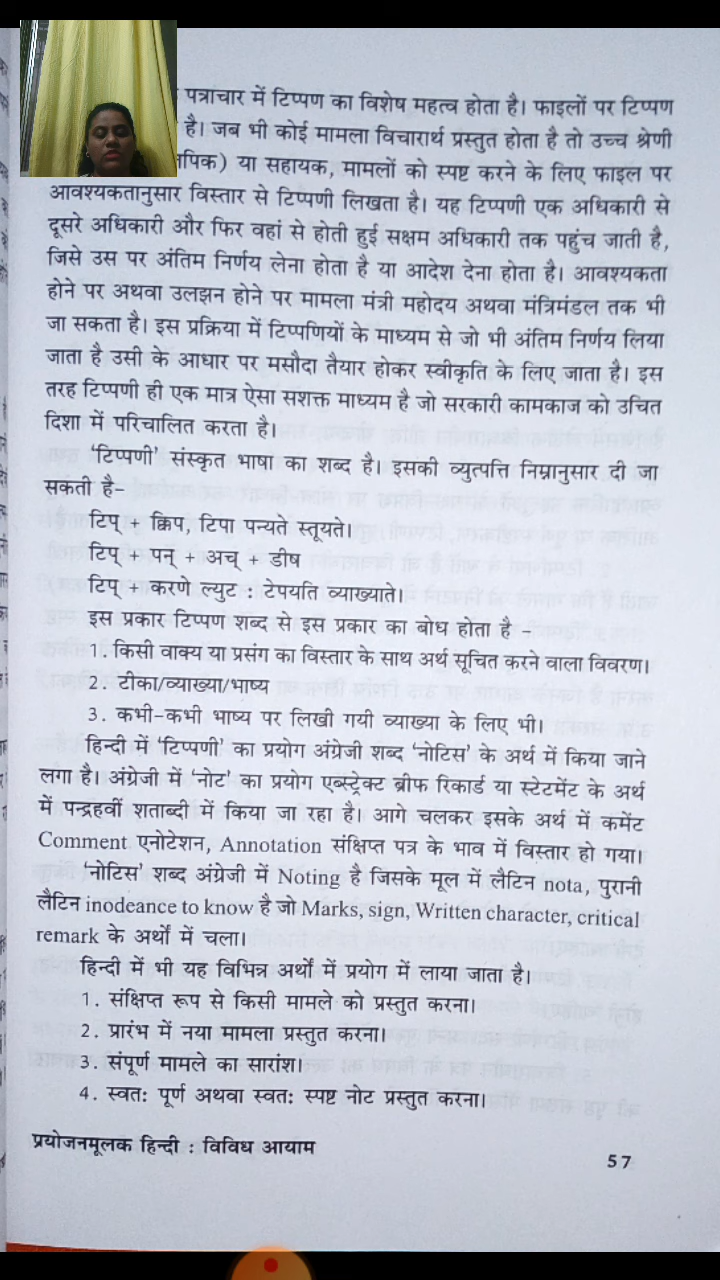 पत्राचार में टिप्पण का विशेष महत्व होता है। फाइलों पर टिप्पण
है। जब भी कोई मामला विचारार्थ प्रस्तुत होता है तो उच्च श्रेणी
या सहायक, मामलों को स्पष्ट करने के लिए फाइल पर
आवश्यकतानुसार विस्तार से टिप्पणी लिखता है। यह टिप्पणी एक अधिकारी से
दूसरे अधिकारी और फिर वहां से होती हुई सक्षम अधिकारी तक पहुंच जाती है,
जिसे उस पर अंतिम निर्णय लेना होता है या आदेश देना होता है। आवश्यकता
होने पर अथवा उलझन होने पर मामला मंत्री महोदय अथवा मंत्रिमंडल तक भी
जा सकता है। इस प्रक्रिया में टिप्पणियों के माध्यम से जो भी अंतिम निर्णय लिया
जाता है उसी के आधार पर मसौदा तैयार होकर स्वीकृति के लिए जाता है। इस
तरह टिप्पणी ही एक मात्र ऐसा सशक्त माध्यम है जो सरकारी कामकाज को उचित
दिशा में परिचालित करता है।
'टिप्पणी' संस्कृत भाषा का शब्द है। इसकी व्युत्पत्ति निम्नानुसार दी जा
सकती है-
टिप् + क्विप, टिपा पन्यते स्तूयते।
टिप् + पन् + अच् + डीष
टिप् + करणे ल्युट : टेपयति व्याख्याते।
इस प्रकार टिप्पण शब्द से इस प्रकार का बोध होता है -
1. किसी वाक्य या प्रसंग का विस्तार के साथ अर्थ सूचित करने वाला विवरण।
2. टीका/व्याख्या/भाष्य
3. कभी-कभी भाष्य पर लिखी गयी व्याख्या के लिए भी।
हिन्दी में 'टिप्पणी' का प्रयोग अंग्रेजी शब्द 'नोटिस' के अर्थ में किया जाने
लगा है। अंग्रेजी में 'नोट' का प्रयोग एब्स्ट्रेक्ट ब्रीफ रिकार्ड या स्टेटमेंट के अर्थ
में पन्द्रहवीं शताब्दी में किया जा रहा है। आगे चलकर इसके अर्थ में कमेंट
Comment एनोटेशन, Annotation संक्षिप्त पत्र के भाव में विस्तार हो गया।
'नोटिस' शब्द अंग्रेजी में Noting है जिसके मूल में लैटिन nota, पुरानी
लैटिन inodeance to know है जो Marks, sign, Written character, critical
remark के अर्थों में चला।
हिन्दी में भी यह विभिन्न अर्थों में प्रयोग में लाया जाता है।
1. संक्षिप्त रूप से किसी मामले को प्रस्तुत करना।
2. प्रारंभ में नया मामला प्रस्तुत करना।
3. संपूर्ण मामले का सारांश।
4. स्वतः पूर्ण अथवा स्वतः स्पष्ट नोट प्रस्तुत करना।
प्रयोजनमूलक हिन्दी : विविध आयाम
57